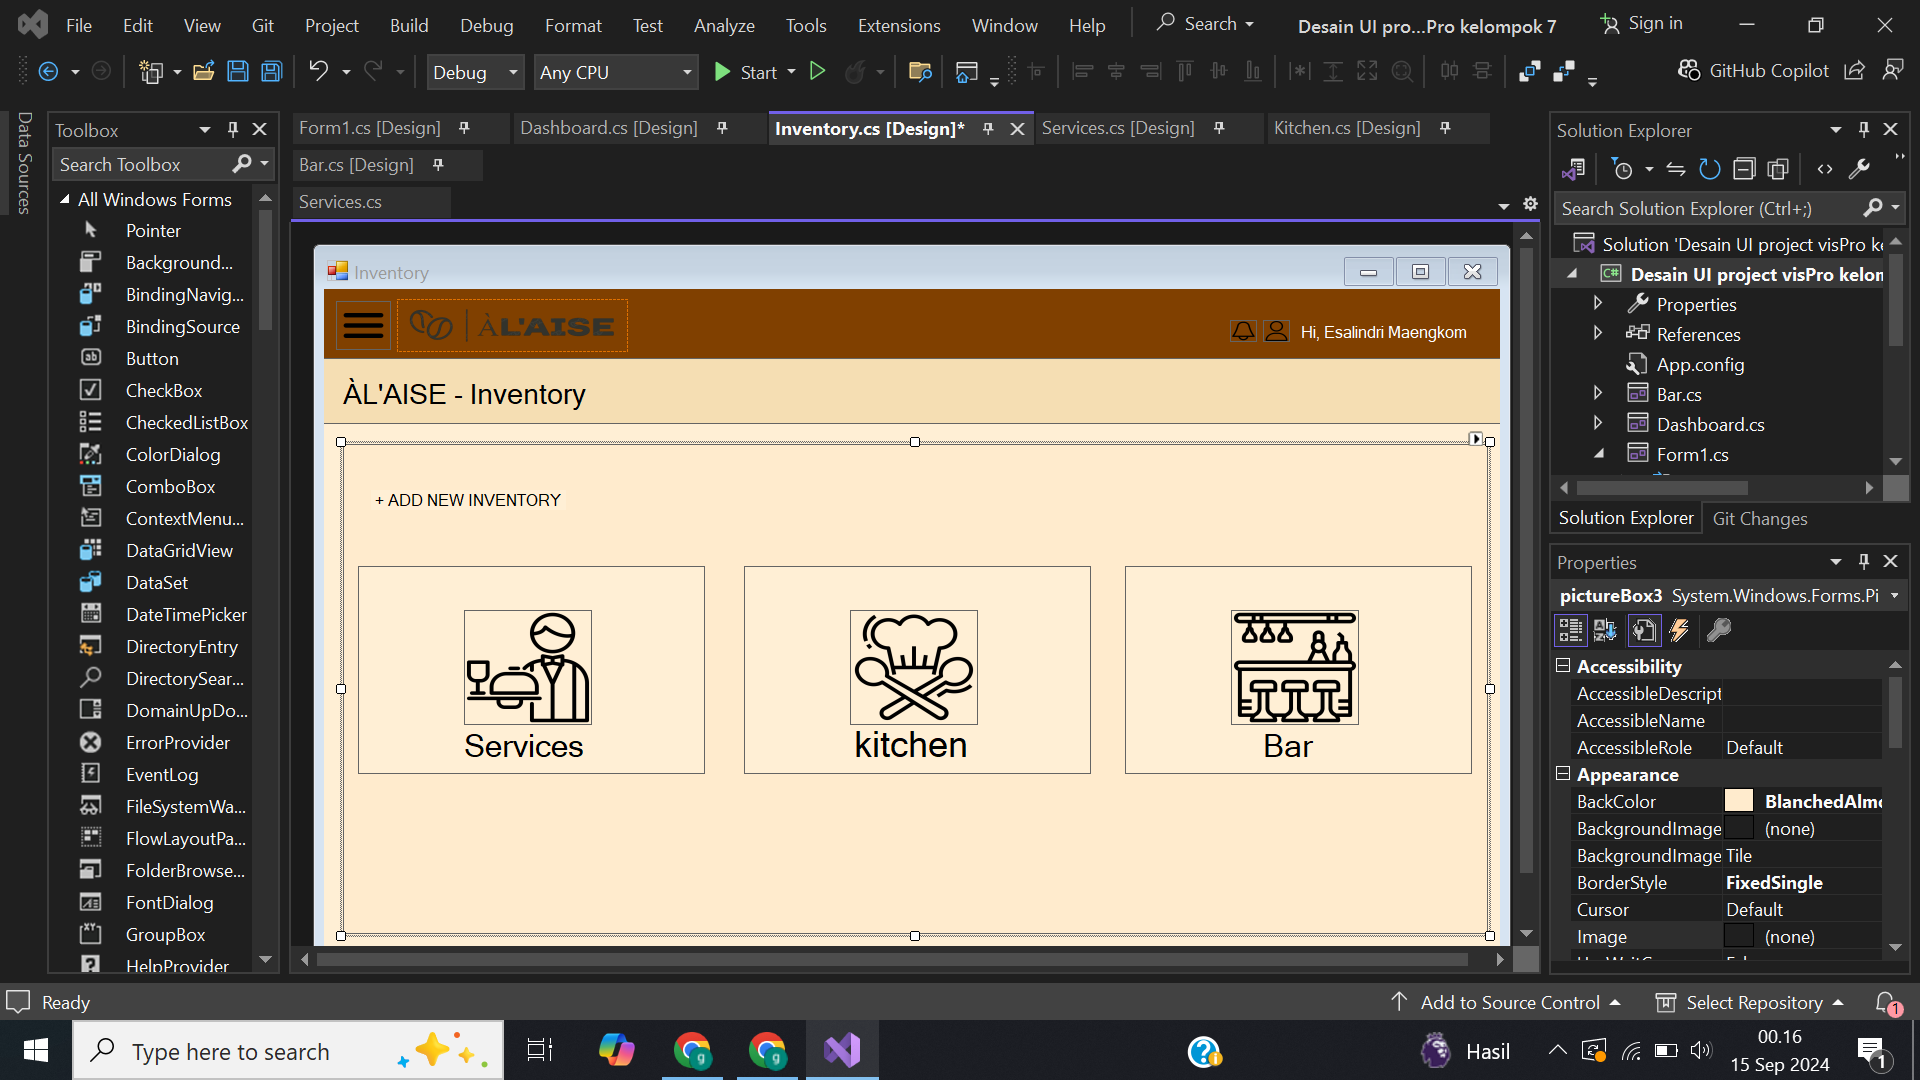 File Edit View Git Project Build Debug Format Test Analyze Tools Extensions Window Help Search Desain UI pro...Pro kelompok 7 Sign in
Debug Any CPU Start GitHub Copilot
Data Sources
Toolbox
Search Toolbox
All Windows Forms
Pointer
Background...
BindingNavig...
BindingSource
Button
CheckBox
CheckedListBox
ColorDialog
ComboBox
ContextMenu...
DataGridView
DataSet
DateTimePicker
DirectoryEntry
DirectorySear...
DomainUpDo...
ErrorProvider
EventLog
FileSystemWa...
FlowLayoutPa...
FolderBrowse...
FontDialog
GroupBox
HelpProvider
Form1.cs [Design] Dashboard.cs [Design] Inventory.cs [Design]* Services.cs [Design] Kitchen.cs [Design]
Bar.cs [Design]
Services.cs
Inventory
ÀL'AISE Hi, Esalindri Maengkom
ÀL'AISE - Inventory
+ ADD NEW INVENTORY
Services kitchen Bar
Solution Explorer
Search Solution Explorer (Ctrl+;)
Solution 'Desain UI project visPro ke
Desain UI project visPro kelor
Properties
References
App.config
Bar.cs
Dashboard.cs
Form1.cs
Solution Explorer Git Changes
Properties
pictureBox3 System.Windows.Forms.Pi
Accessibility
AccessibleDescript
AccessibleName
AccessibleRole Default
Appearance
BackColor BlanchedAlm
BackgroundImage (none)
BackgroundImage Tile
BorderStyle FixedSingle
Cursor Default
Image (none)
Ready Add to Source Control Select Repository 1
Type here to search Hasil 00.16
15 Sep 2024 1